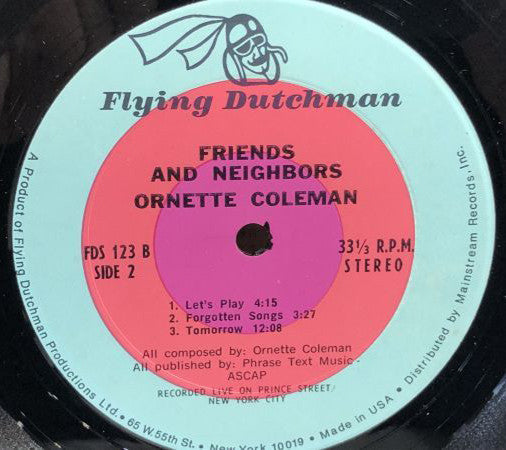 Flying Dutchman
FRIENDS
AND NEIGHBORS
ORNETTE COLEMAN
FDS 123 B
SIDE 2
33⅓ R.P.M.
STEREO
1. Let's Play 4:15
2. Forgotten Songs 3:27
3. Tomorrow 12:08
All composed by: Ornette Coleman
All published by: Phrase Text Music -
ASCAP
RECORDED LIVE ON PRINCE STREET/
NEW YORK CITY
A Product of Flying Dutchman Productions Ltd. • 65 W. 55th St. • New York 10019 • Made in USA • Distributed by Mainstream Records, Inc.